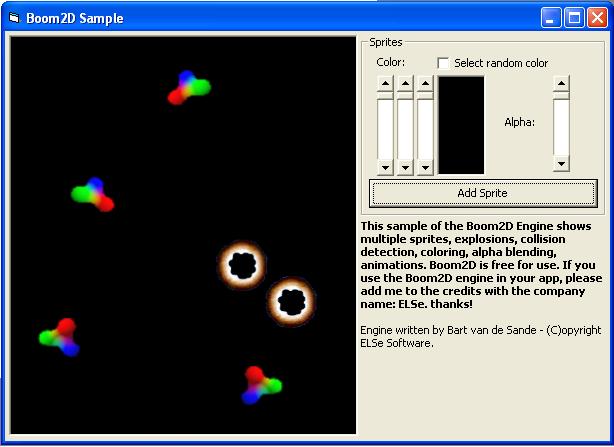 Boom2D Sample
Sprites
Color:
Select random color
Alpha:
Add Sprite
This sample of the Boom2D Engine shows
multiple sprites, explosions, collision
detection, coloring, alpha blending,
animations. Boom2D is free for use. If you
use the Boom2D engine in your app, please
add me to the credits with the company
name: ELSe. thanks!
Engine written by Bart van de Sande - (C)opyright
ELSe Software.